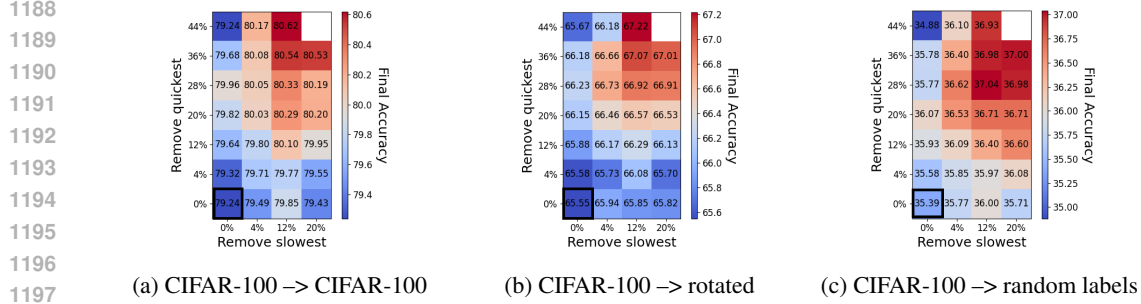 1188
1189
1190
1191
1192
1193
1194
1195
1196
1197
Remove quickest
44% 79.24 80.17 80.62
36% 79.68 80.08 80.54 80.53
28% 79.96 80.05 80.33 80.19
20% 79.82 80.03 80.29 80.20
12% 79.64 79.80 80.10 79.95
4% 79.32 79.71 79.77 79.55
0% 79.24 79.49 79.85 79.43
0% 4% 12% 20%
Remove slowest
80.6
80.4
80.2
80.0
79.8
79.6
79.4
Final Accuracy
(a) CIFAR-100 –> CIFAR-100
Remove quickest
44% 65.67 66.18 67.22
36% 66.18 66.66 67.07 67.01
28% 66.23 66.73 66.92 66.91
20% 66.15 66.46 66.57 66.53
12% 65.88 66.17 66.29 66.13
4% 65.58 65.73 66.08 65.70
0% 65.55 65.94 65.85 65.82
0% 4% 12% 20%
Remove slowest
67.2
67.0
66.8
66.6
66.4
66.2
66.0
65.8
65.6
Final Accuracy
(b) CIFAR-100 –> rotated
Remove quickest
44% 34.88 36.10 36.93
36% 35.78 36.40 36.98 37.00
28% 35.77 36.62 37.04 36.98
20% 36.07 36.53 36.71 36.71
12% 35.93 36.09 36.40 36.60
4% 35.58 35.85 35.97 36.08
0% 35.39 35.77 36.00 35.71
0% 4% 12% 20%
Remove slowest
37.00
36.75
36.50
36.25
36.00
35.75
35.50
35.25
35.00
Final Accuracy
(c) CIFAR-100 –> random labels